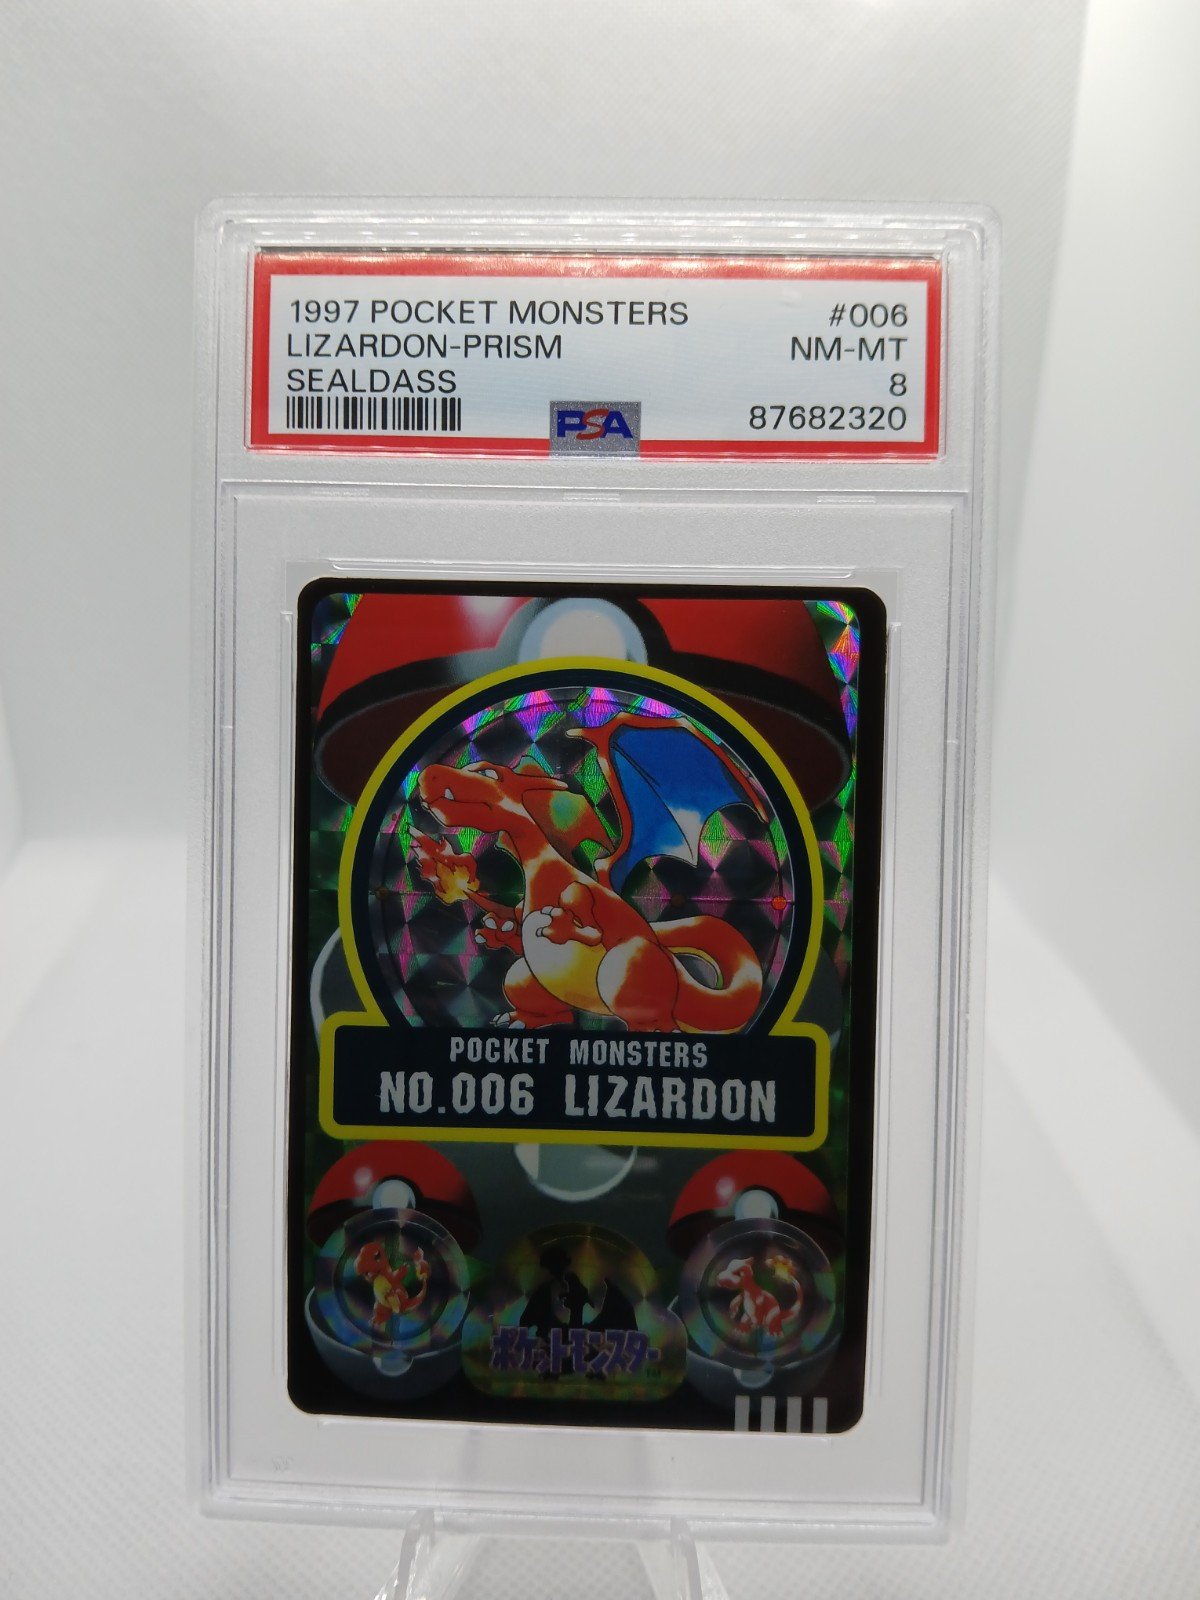 1997 POCKET MONSTERS #006
LIZARDON-PRISM NM-MT
SEALDASS 8
PSA 87682320
POCKET MONSTERS
NO.006 LIZARDON
ポケットモンスター
TM